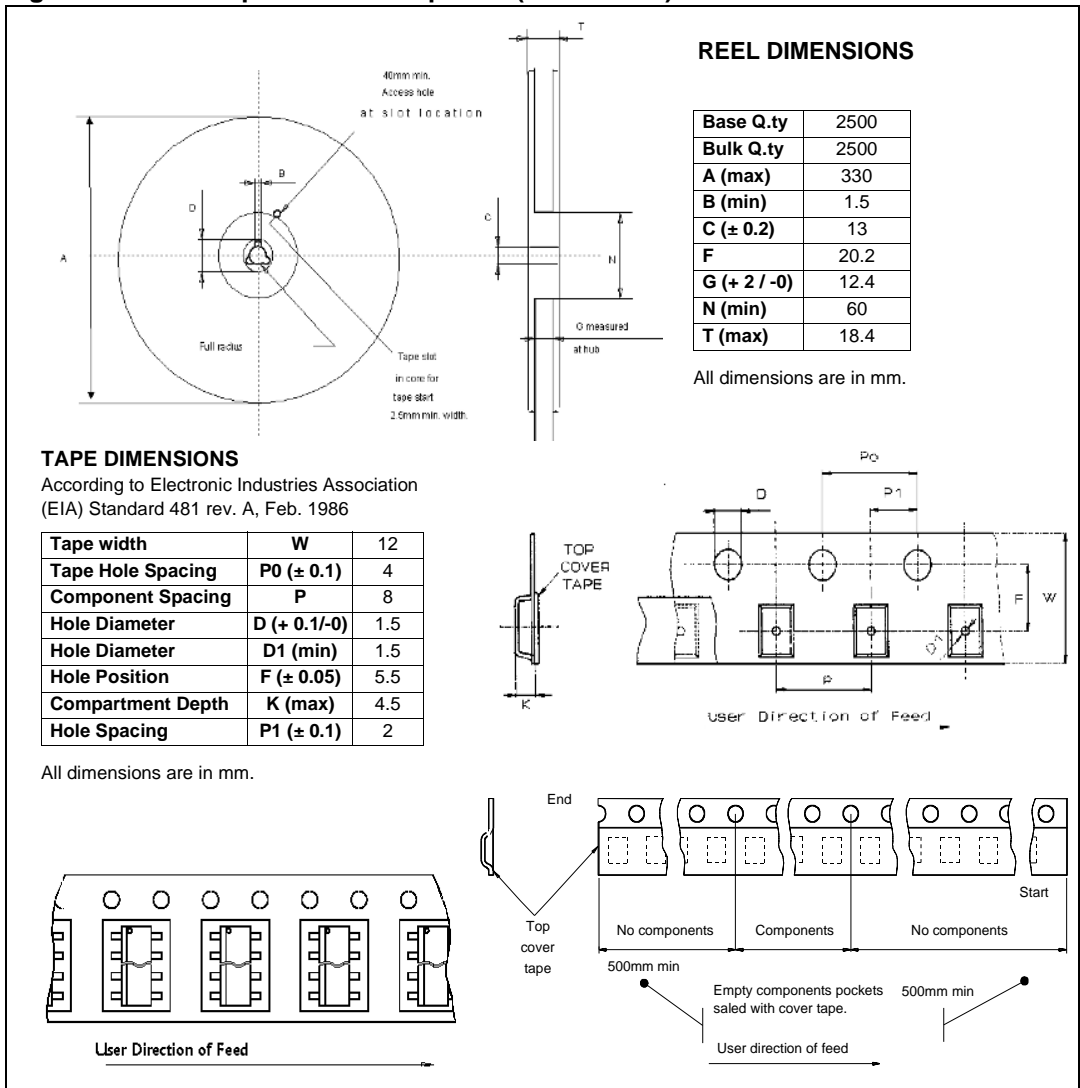 T
REEL DIMENSIONS
40mm min.
Access hole
at slot location
B
D
C
A
N
G measured
at hub
Full radius
Tape slot
in core for
tape start
2.5mm min. width.
Base Q.ty 2500
Bulk Q.ty 2500
A (max) 330
B (min) 1.5
C (± 0.2) 13
F 20.2
G (+ 2 / -0) 12.4
N (min) 60
T (max) 18.4
All dimensions are in mm.
TAPE DIMENSIONS
According to Electronic Industries Association
(EIA) Standard 481 rev. A, Feb. 1986
Tape width W 12
Tape Hole Spacing P0 (± 0.1) 4
Component Spacing P 8
Hole Diameter D (+ 0.1/-0) 1.5
Hole Diameter D1 (min) 1.5
Hole Position F (± 0.05) 5.5
Compartment Depth K (max) 4.5
Hole Spacing P1 (± 0.1) 2
All dimensions are in mm.
Po
D
P1
TOP
COVER
TAPE
F
W
D1
K
P
User Direction of Feed
End
Start
Top
cover
tape
No components
Components
No components
500mm min
Empty components pockets
saled with cover tape.
500mm min
User direction of feed
User Direction of Feed